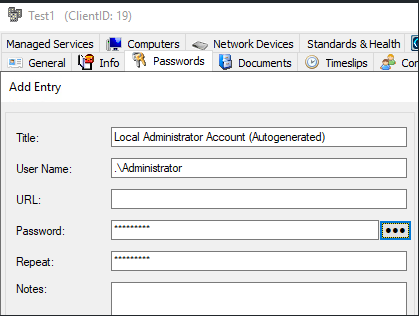 Test1 (ClientID: 19)
Managed Services Computers Network Devices Standards & Health
General Info Passwords Documents Timeslips Con
Add Entry
Title: Local Administrator Account (Autogenerated)
User Name: .\Administrator
URL:
Password: ********* •••
Repeat: *********
Notes: